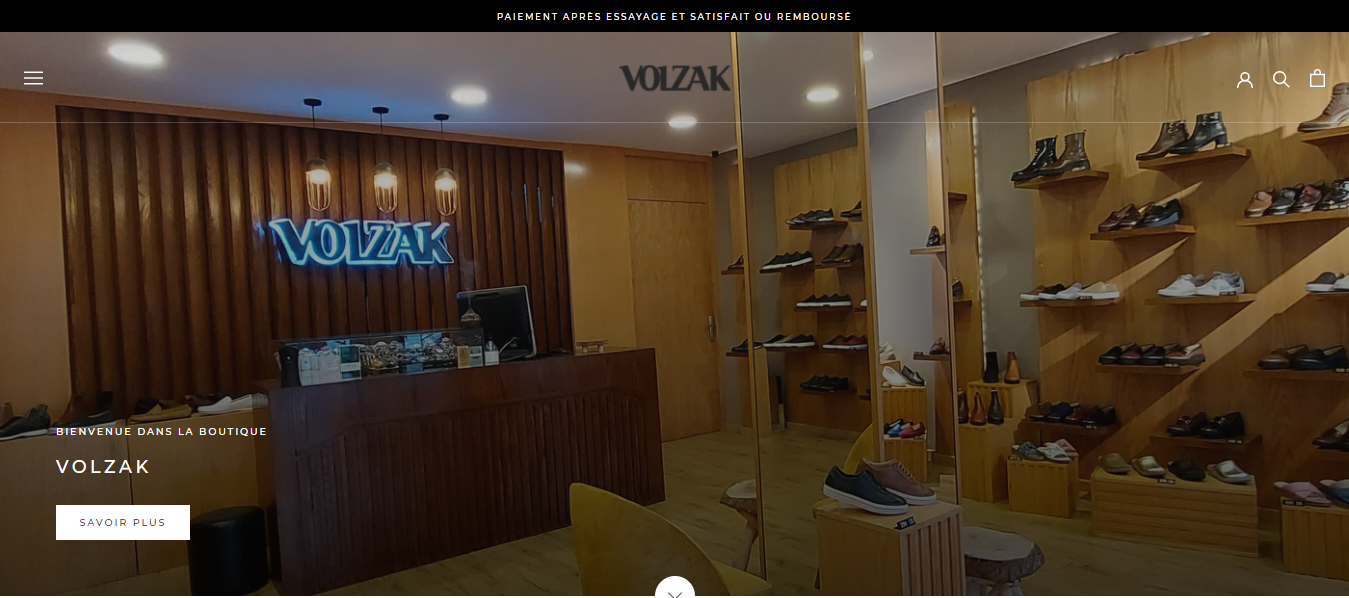 PAIEMENT APRÈS ESSAYAGE ET SATISFAIT OU REMBOURSÉ
VOLZAK
VOLZAK
BIENVENUE DANS LA BOUTIQUE
VOLZAK
SAVOIR PLUS